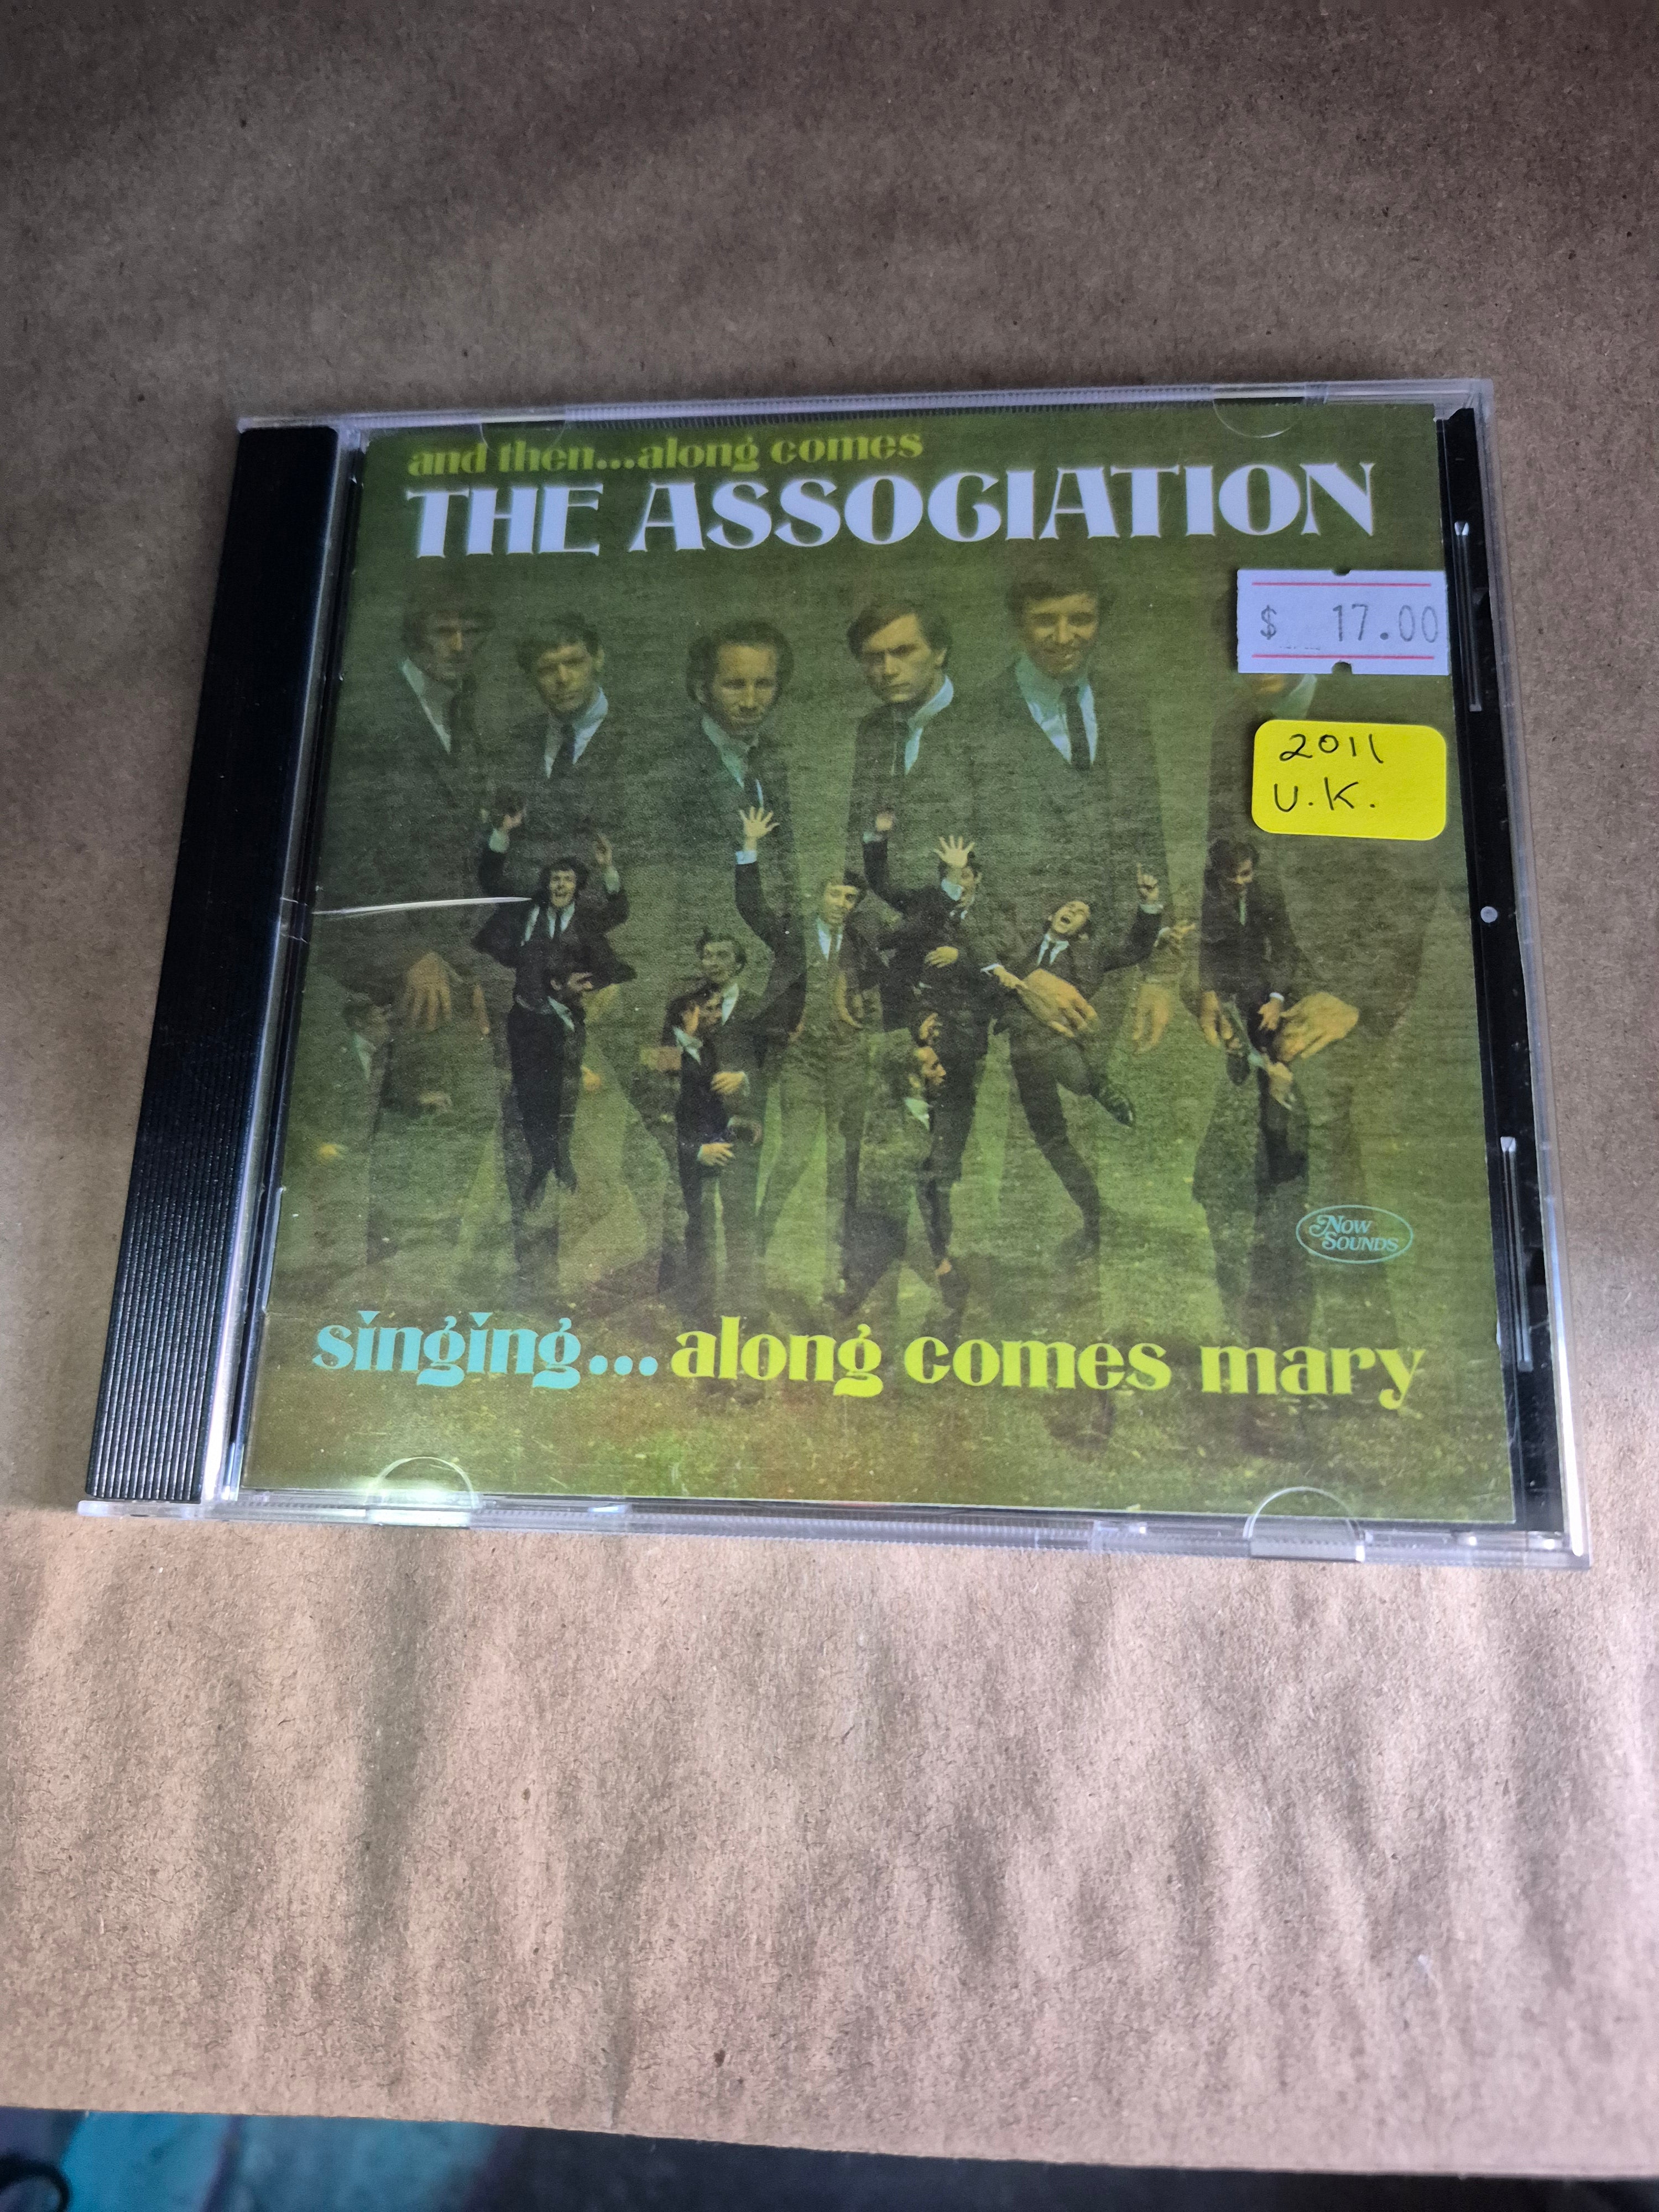 and then...along comes
THE ASSOCIATION
$ 17.00
2011
U.K.
NOW
SOUNDS
singing...along comes mary